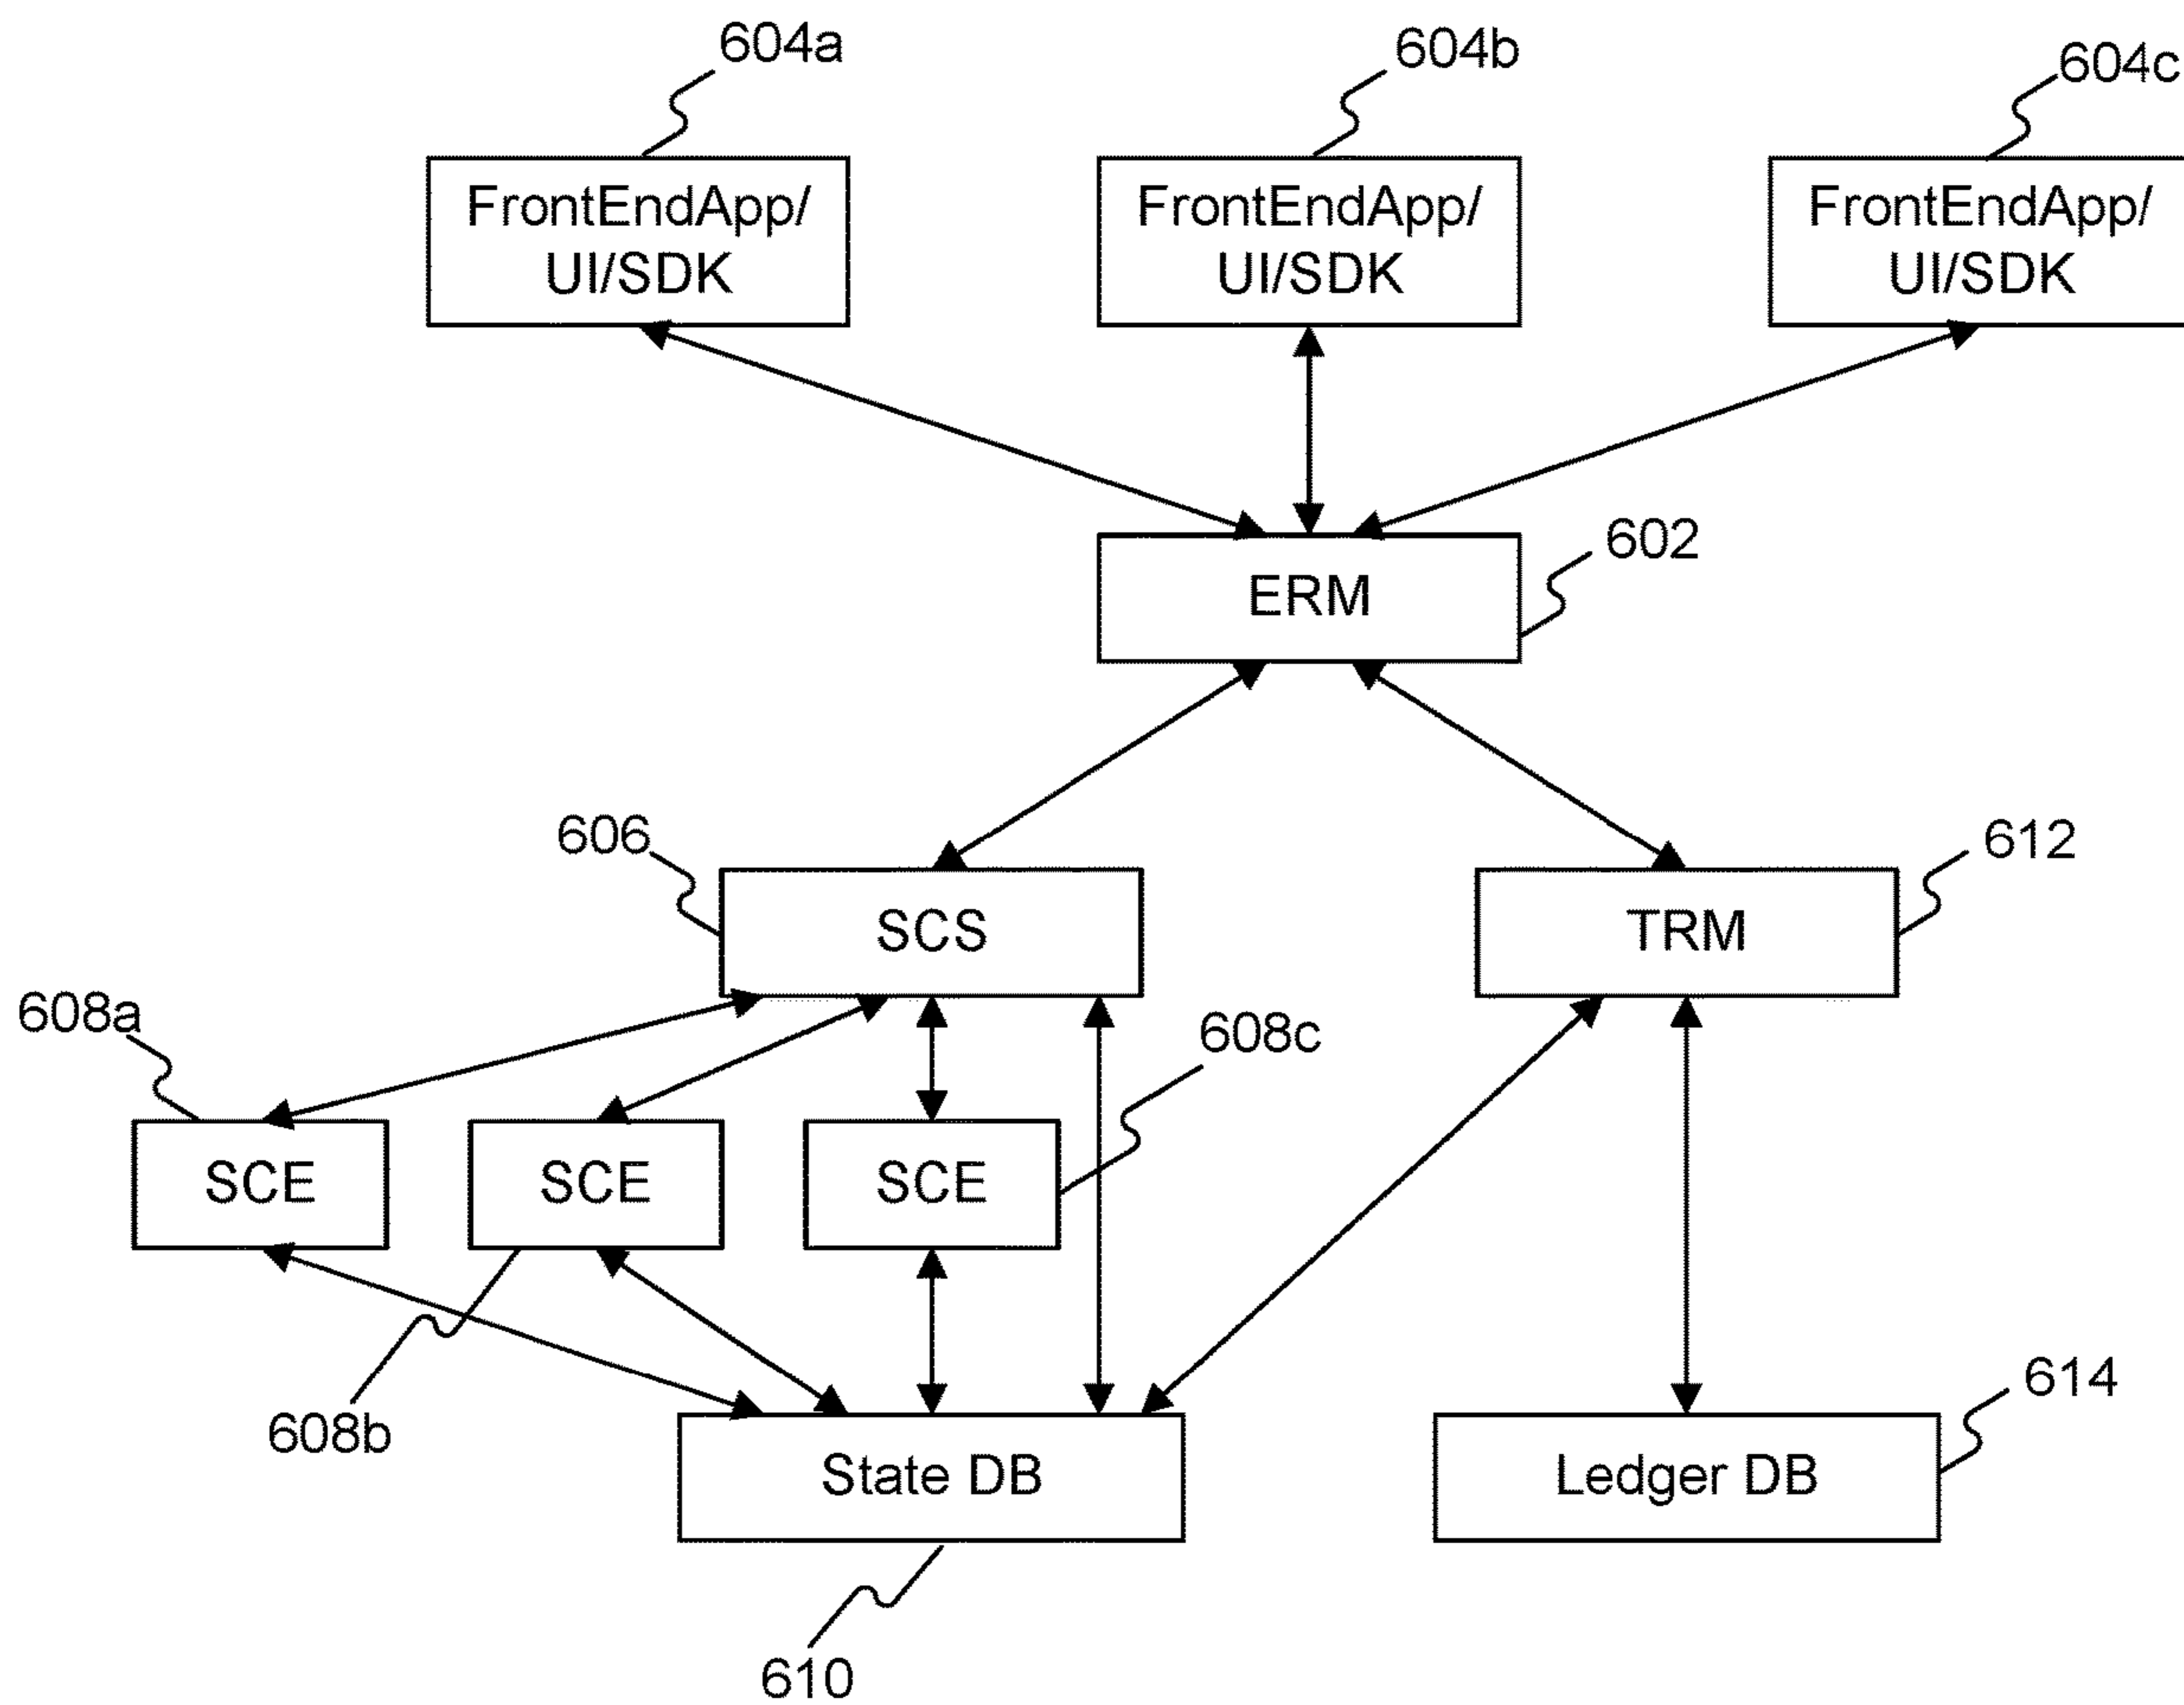 604a
604b
604c
FrontEndApp/
UI/SDK
FrontEndApp/
UI/SDK
FrontEndApp/
UI/SDK
602
ERM
606
612
SCS
TRM
608a
608c
SCE
SCE
SCE
608b
614
State DB
Ledger DB
610